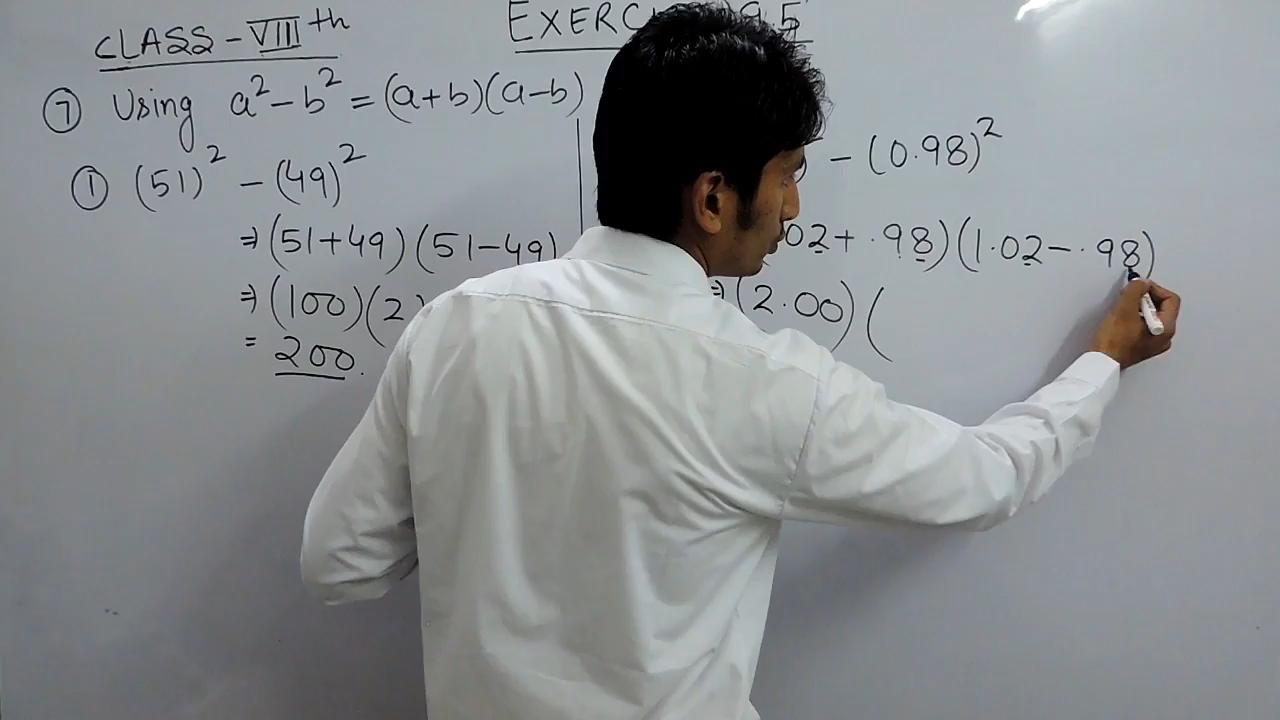 CLASS - VIII th
EXERC 9.5
⑦ Using a² - b² = (a+b)(a-b)
① (51)² - (49)²
⇒ (51+49)(51-49)
⇒ (100)(2)
= 200.
- (0.98)²
02 + .98)(1.02 - .98)
⇒ (2.00)(